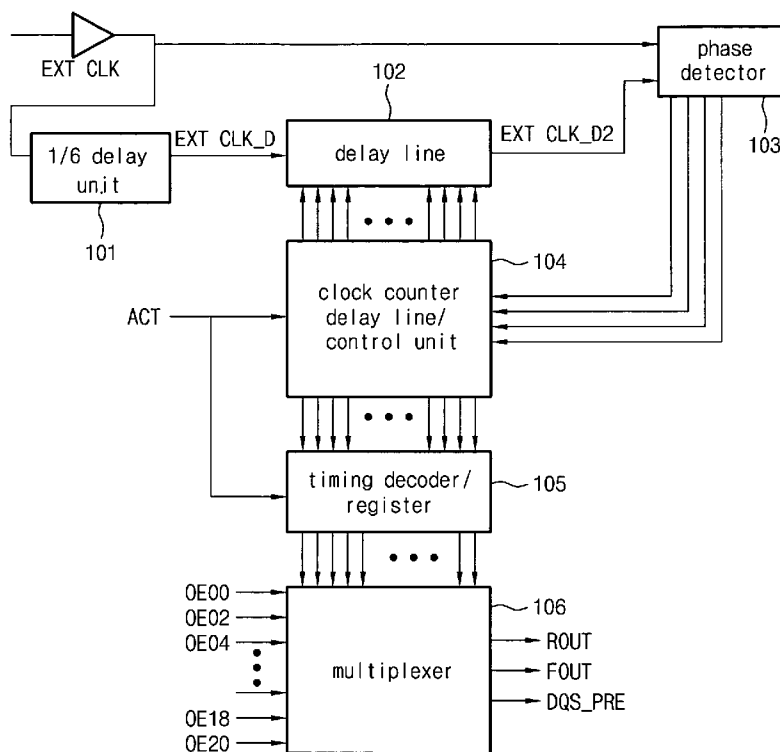 EXT CLK
phase
detector
103
102
1/6 delay
unit
101
EXT CLK_D
delay line
EXT CLK_D2
104
clock counter
delay line/
control unit
ACT
timing decoder/
register
105
106
OE00
OE02
OE04
OE18
OE20
multiplexer
ROUT
FOUT
DQS_PRE